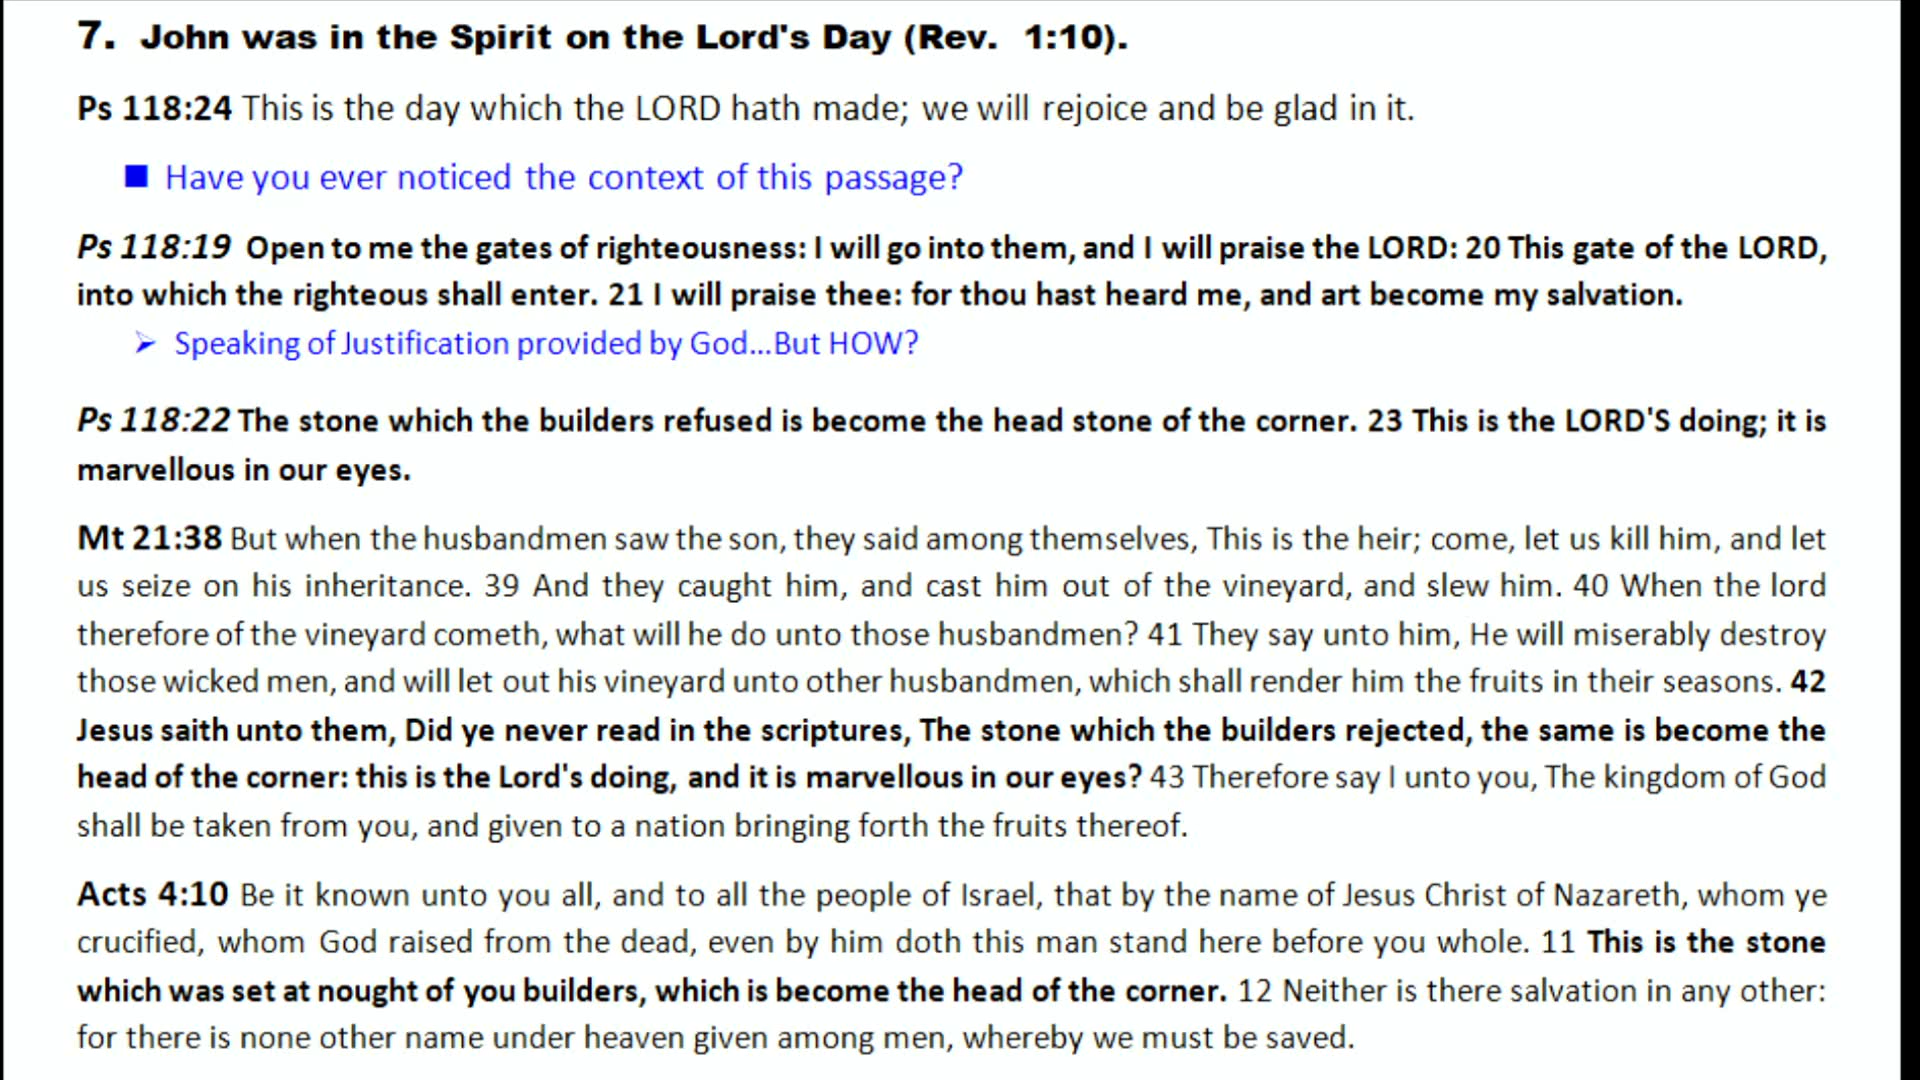 7. John was in the Spirit on the Lord's Day (Rev. 1:10).
Ps 118:24 This is the day which the LORD hath made; we will rejoice and be glad in it.
■ Have you ever noticed the context of this passage?
Ps 118:19 Open to me the gates of righteousness: I will go into them, and I will praise the LORD: 20 This gate of the LORD,
into which the righteous shall enter. 21 I will praise thee: for thou hast heard me, and art become my salvation.
➢ Speaking of Justification provided by God...But HOW?
Ps 118:22 The stone which the builders refused is become the head stone of the corner. 23 This is the LORD'S doing; it is
marvellous in our eyes.
Mt 21:38 But when the husbandmen saw the son, they said among themselves, This is the heir; come, let us kill him, and let
us seize on his inheritance. 39 And they caught him, and cast him out of the vineyard, and slew him. 40 When the lord
therefore of the vineyard cometh, what will he do unto those husbandmen? 41 They say unto him, He will miserably destroy
those wicked men, and will let out his vineyard unto other husbandmen, which shall render him the fruits in their seasons. 42
Jesus saith unto them, Did ye never read in the scriptures, The stone which the builders rejected, the same is become the
head of the corner: this is the Lord's doing, and it is marvellous in our eyes? 43 Therefore say I unto you, The kingdom of God
shall be taken from you, and given to a nation bringing forth the fruits thereof.
Acts 4:10 Be it known unto you all, and to all the people of Israel, that by the name of Jesus Christ of Nazareth, whom ye
crucified, whom God raised from the dead, even by him doth this man stand here before you whole. 11 This is the stone
which was set at nought of you builders, which is become the head of the corner. 12 Neither is there salvation in any other:
for there is none other name under heaven given among men, whereby we must be saved.